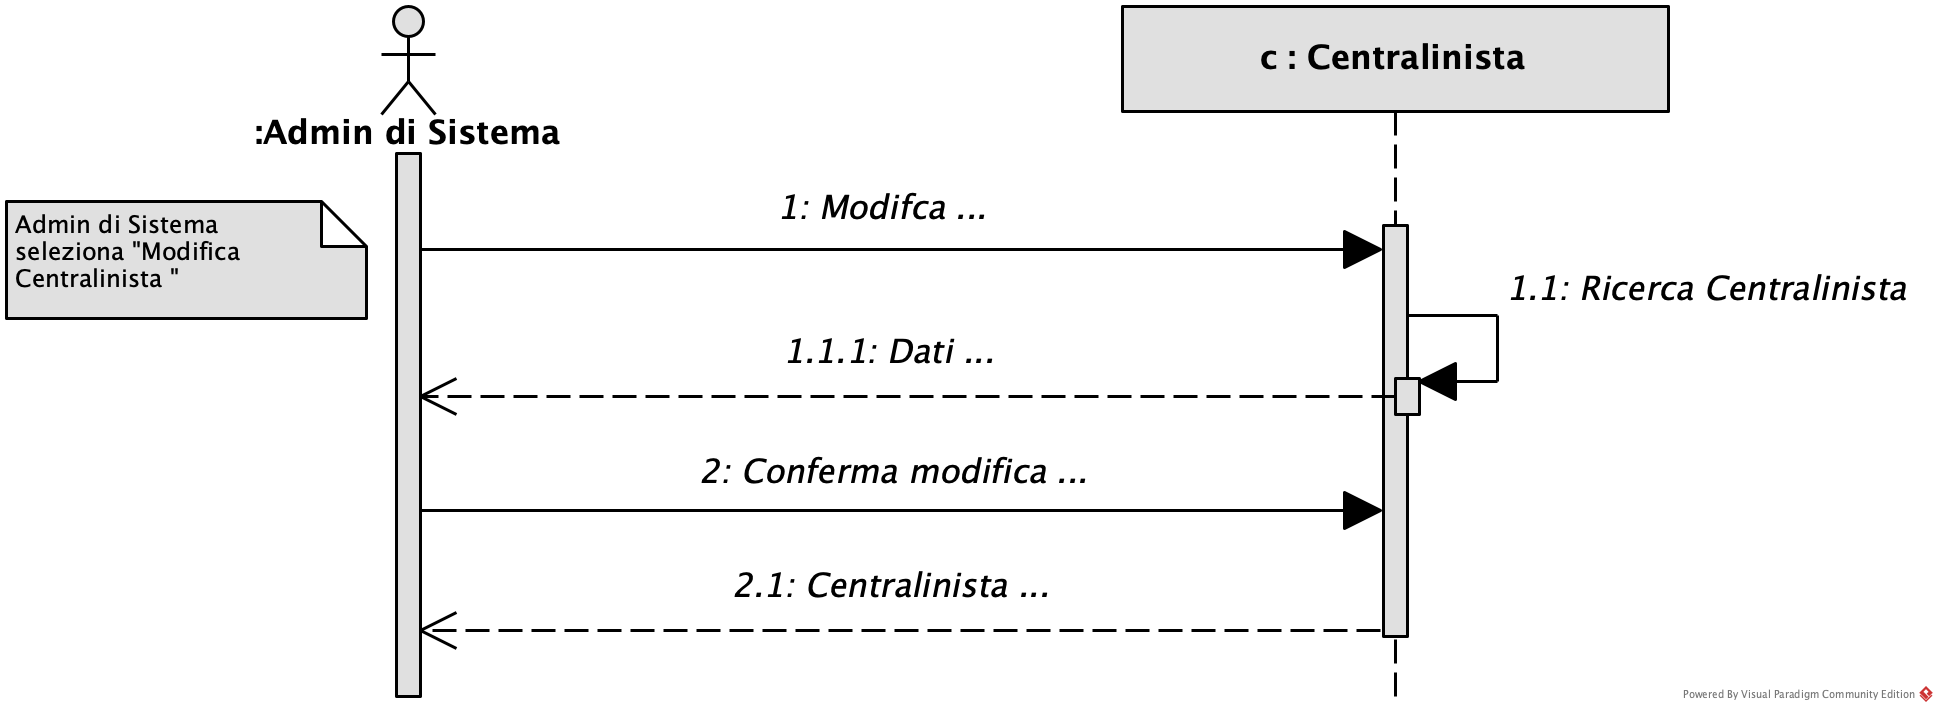 c : Centralinista
:Admin di Sistema
Admin di Sistema
seleziona "Modifica
Centralinista "
1: Modifca ...
1.1: Ricerca Centralinista
1.1.1: Dati ...
2: Conferma modifica ...
2.1: Centralinista ...
Powered By Visual Paradigm Community Edition